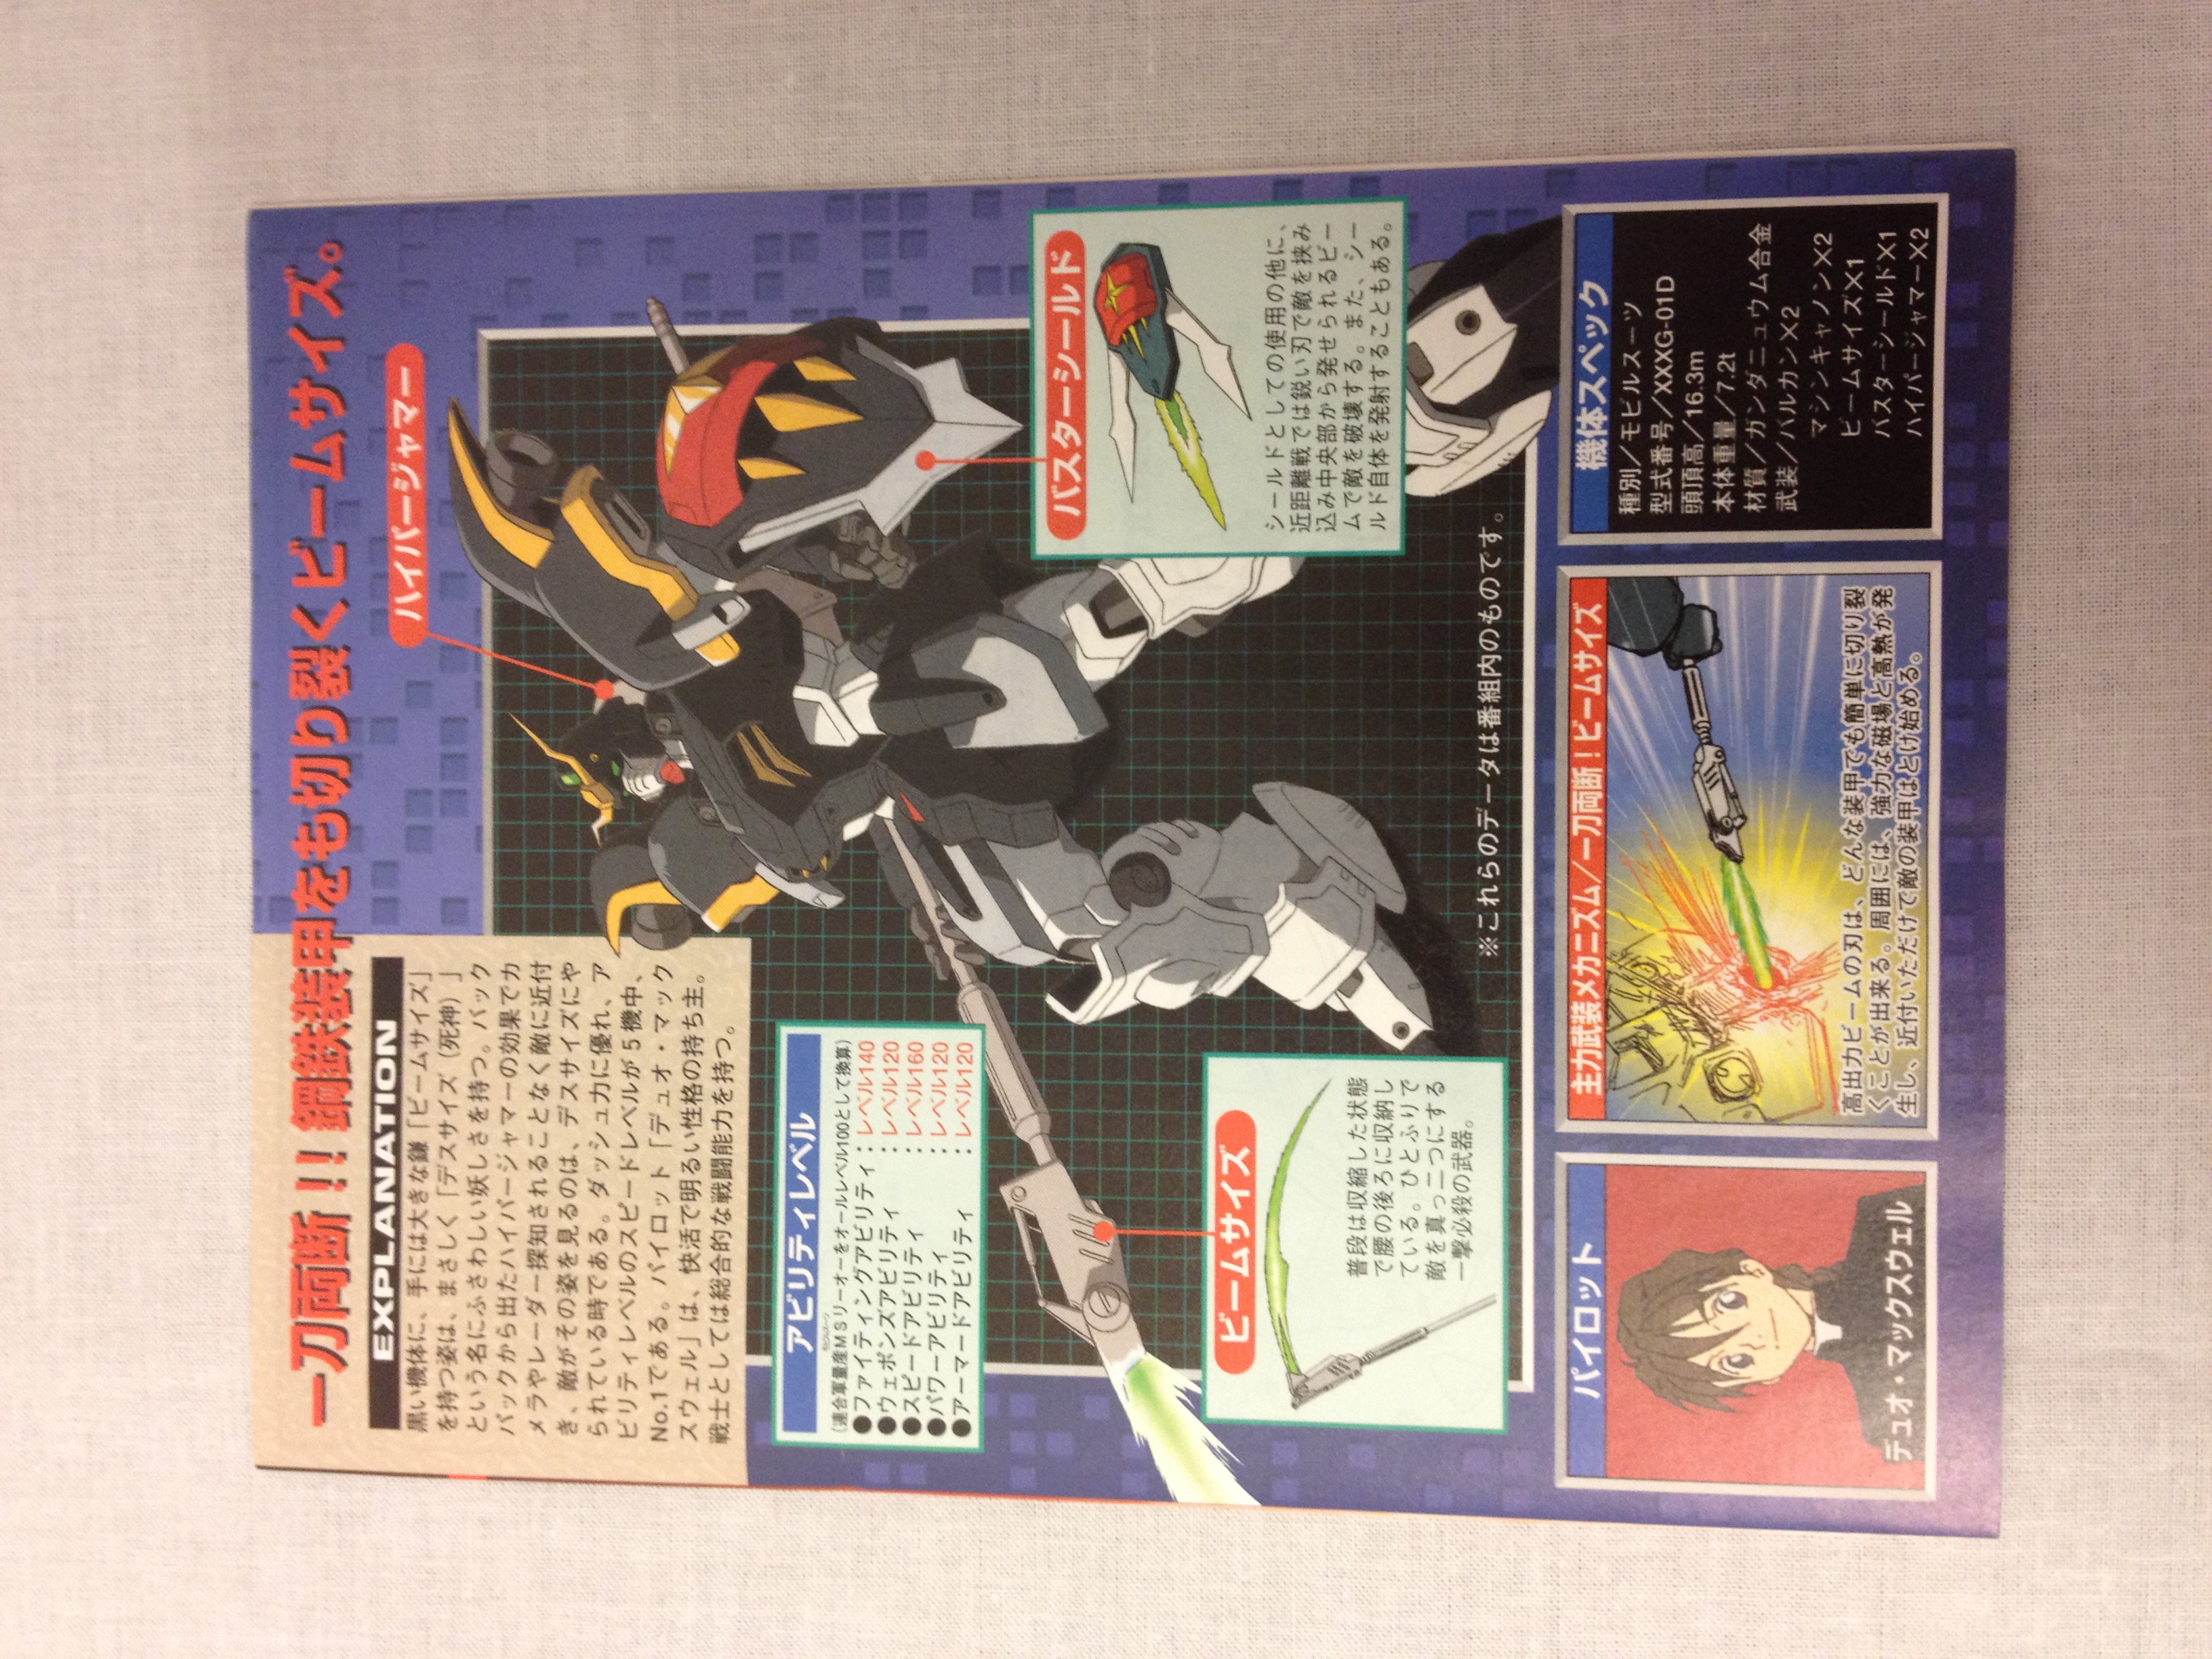 一刀両断!!鋼鉄装甲をも切り裂くビームサイズ。
EXPLANATION
黒い機体に、手には大きな鎌「ビームサイズ」
を持つ姿は、まさしく「デスサイズ(死神)」
という名にふさわしい妖しさを持つ。バック
パックから出たハイパージャマーの効果でカ
メラやレーダー探知されることなく敵に近付
き、敵がその姿を見るのは、デスサイズにや
られている時である。ダッシュ力に優れ、ア
ビリティレベルのスピードレベルが5機中、
No.1である。パイロット「デュオ・マック
スウェル」は、快活で明るい性格の持ち主。
戦士としては総合的な戦闘能力を持つ。
ハイパージャマー
アビリティレベル
モビルスーツ
(連合軍量産MSリーオーをオールレベル100として換算)
●ファイティングアビリティ:レベル140
●ウェポンズアビリティ:レベル120
●スピードアビリティ:レベル160
●パワーアビリティ:レベル120
●アーマードアビリティ:レベル120
バスターシールド
シールドとしての使用の他に、
近距離戦では鋭い刃で敵を挟み
込み中央部から発せられるビー
ムで敵を破壊する。また、シー
ルド自体を発射することもある。
ビームサイズ
普段は収縮した状態
で腰の後ろに収納し
ている。ひとふりで
敵を真っ二つにする
一撃必殺の武器。
※これらのデータは番組内のものです。
パイロット
デュオ・マックスウェル
主力武装メカニズム/一刀両断!ビームサイズ
高出力ビームの刃は、どんな装甲でも簡単に切り裂
くことが出来る。周囲には、強力な磁場と高熱が発
生し、近付いただけで敵の装甲はとけ始める。
機体スペック
種別/モビルスーツ
型式番号/XXXG-01D
頭頂高/16.3m
本体重量/7.2t
材質/ガンダニュウム合金
武装/バルカン×2
マシンキャノン×2
ビームサイズ×1
バスターシールド×1
ハイパージャマー×2